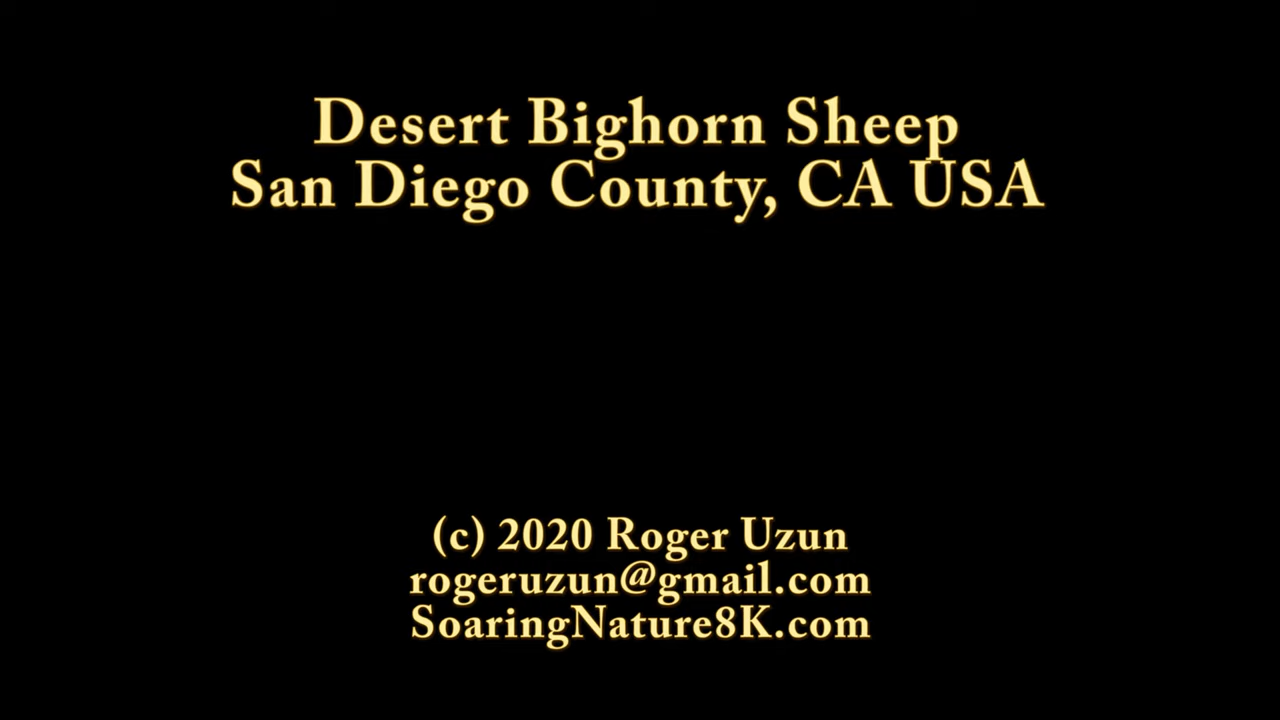 Desert Bighorn Sheep
San Diego County, CA USA
(c) 2020 Roger Uzun
rogeruzun@gmail.com
SoaringNature8K.com